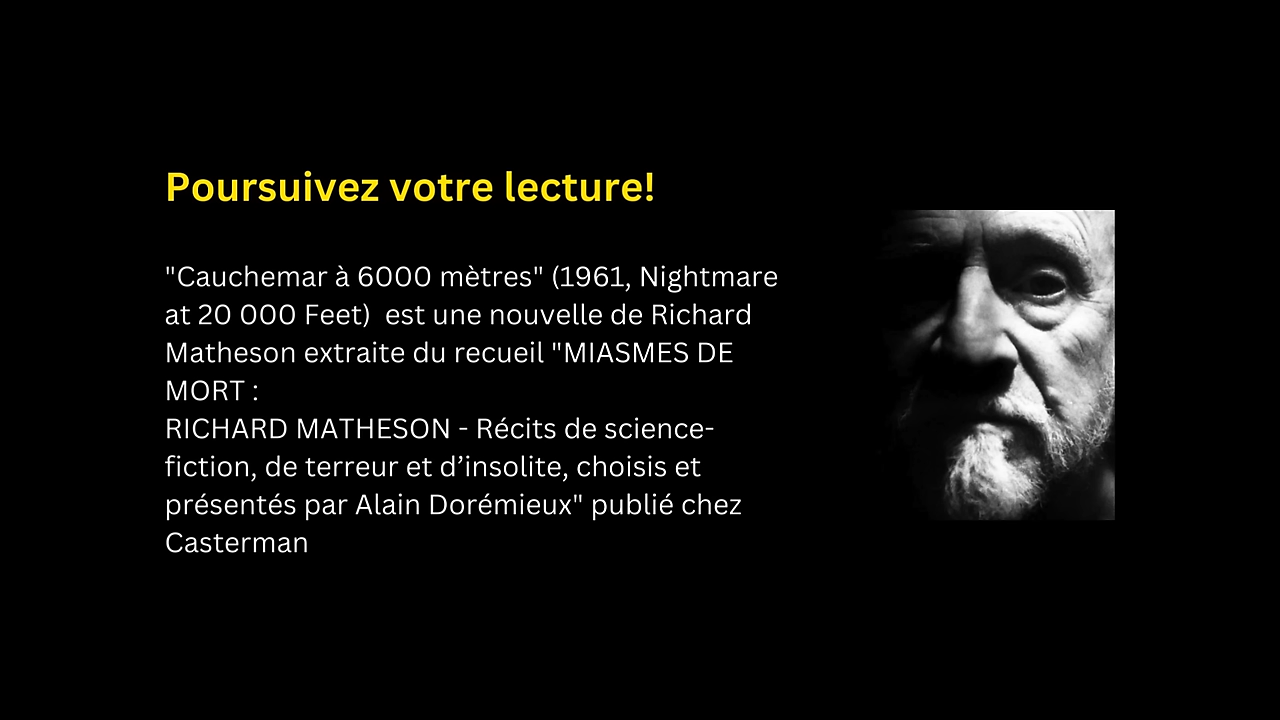 Poursuivez votre lecture!
"Cauchemar à 6000 mètres" (1961, Nightmare
at 20 000 Feet)  est une nouvelle de Richard
Matheson extraite du recueil "MIASMES DE
MORT :
RICHARD MATHESON - Récits de science-
fiction, de terreur et d’insolite, choisis et
présentés par Alain Dorémieux" publié chez
Casterman